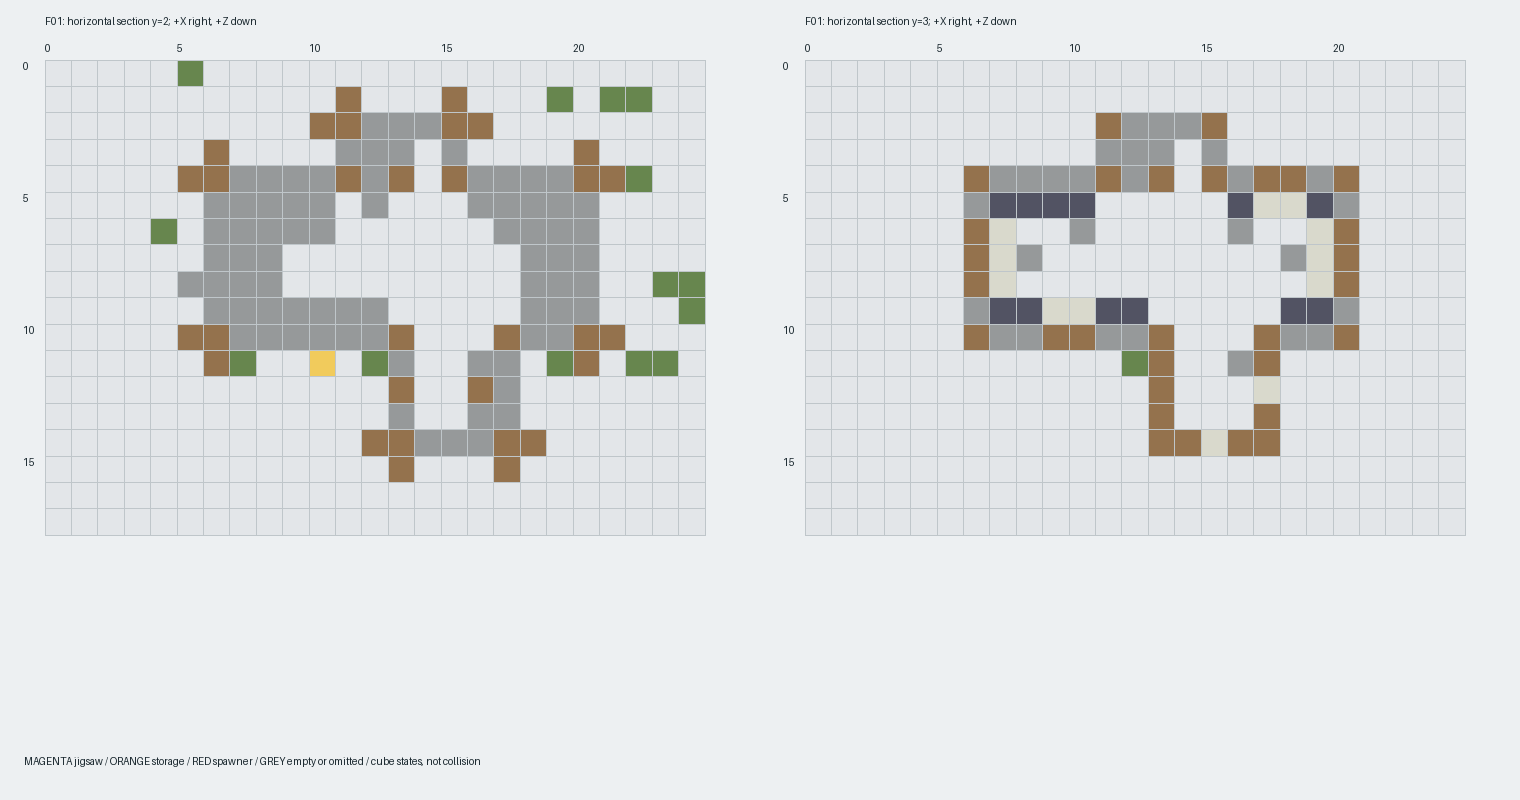 F01: horizontal section y=2; +X right, +Z down
F01: horizontal section y=3; +X right, +Z down
0 5 10 15 20
0 5 10 15 20
0
0
5
5
10
10
15
15
MAGENTA jigsaw / ORANGE storage / RED spawner / GREY empty or omitted / cube states, not collision